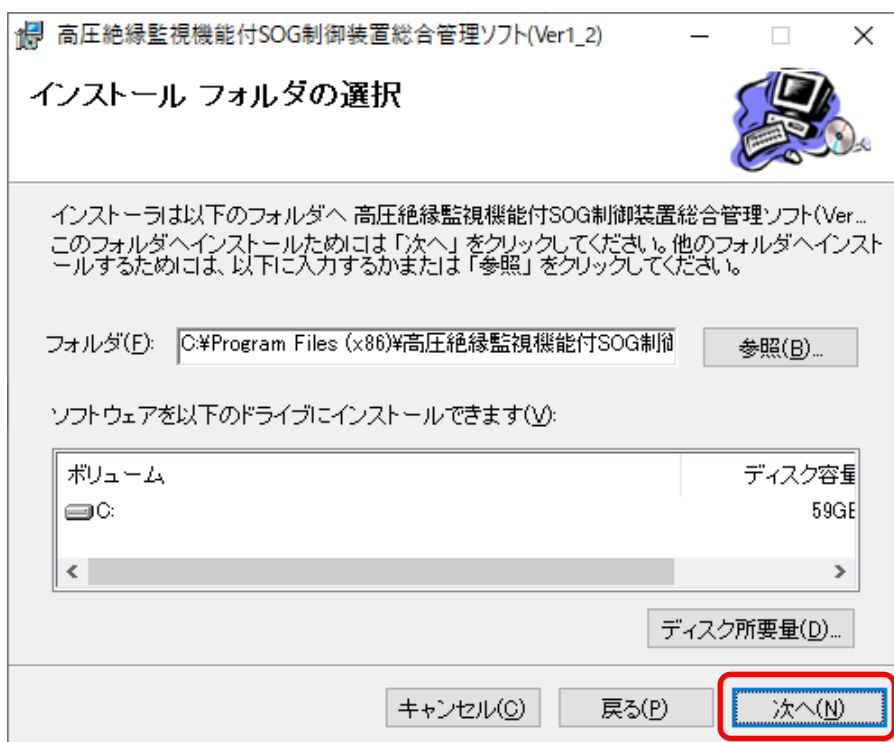 高圧絶縁監視機能付SOG制御装置総合管理ソフト(Ver1_2)
インストール フォルダの選択
インストーラは以下のフォルダへ 高圧絶縁監視機能付SOG制御装置総合管理ソフト(Ver...
このフォルダへインストールためには「次へ」をクリックしてください。他のフォルダへインスト
ールするためには、以下に入力するかまたは「参照」をクリックしてください。
フォルダ(F): C:¥Program Files (x86)¥高圧絶縁監視機能付SOG制御 参照(B)...
ソフトウェアを以下のドライブにインストールできます(V):
ボリューム ディスク容量
C: 59GB
ディスク所要量(D)...
キャンセル(C) 戻る(P) 次へ(N)